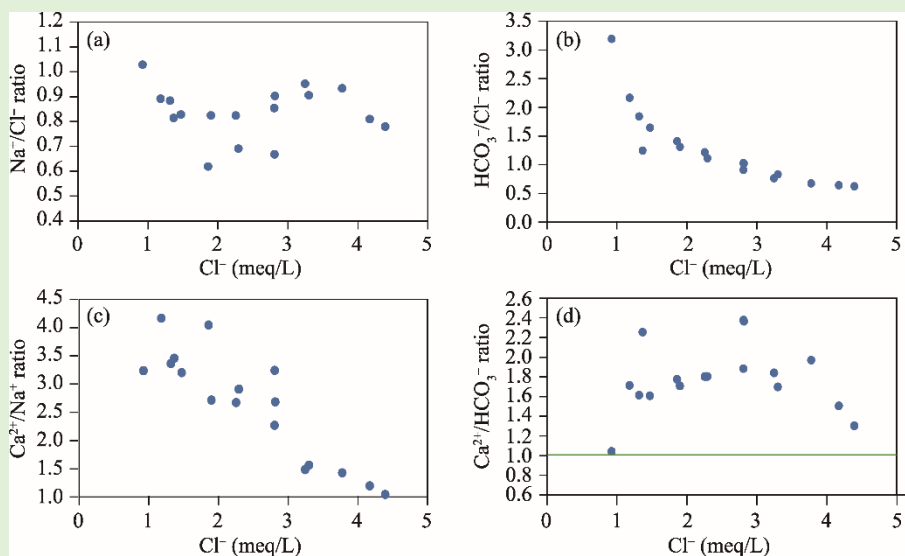 (a)
1.2
1.1
1.0
0.9
0.8
0.7
0.6
0.5
0.4
Na⁻/Cl⁻ ratio
0 1 2 3 4 5
Cl⁻ (meq/L)
(b)
3.5
3.0
2.5
2.0
1.5
1.0
0.5
0.0
HCO₃⁻/Cl⁻ ratio
0 1 2 3 4 5
Cl⁻ (meq/L)
(c)
4.5
4.0
3.5
3.0
2.5
2.0
1.5
1.0
Ca²⁺/Na⁺ ratio
0 1 2 3 4 5
Cl⁻ (meq/L)
(d)
2.6
2.4
2.2
2.0
1.8
1.6
1.4
1.2
1.0
0.8
0.6
Ca²⁺/HCO₃⁻ ratio
0 1 2 3 4 5
Cl⁻ (meq/L)